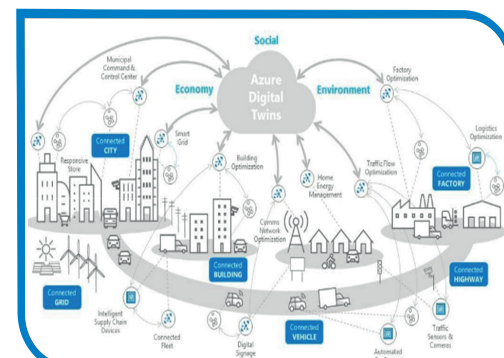 Social
Economy
Environment
Azure
Digital
Twins
Municipal
Command &
Control Center
Factory
Optimization
Connected
CITY
Smart
Grid
Responsive
Store
Building
Optimization
Home
Energy
Management
Traffic Flow
Optimization
Logistics
Optimization
Connected
FACTORY
Comms
Network
Optimization
Connected
GRID
Connected
BUILDING
Connected
HIGHWAY
Connected
VEHICLE
Intelligent
Supply Chain
Devices
Connected
Fleet
Digital
Signage
Automated
Traffic
Sensors &
Cameras